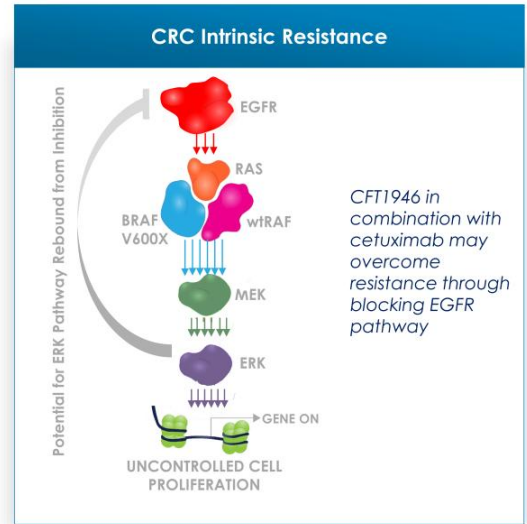 CRC Intrinsic Resistance
Potential for ERK Pathway Rebound from Inhibition
EGFR
RAS
BRAF
V600X
wtRAF
MEK
ERK
GENE ON
UNCONTROLLED CELL
PROLIFERATION
CFT1946 in
combination with
cetuximab may
overcome
resistance through
blocking EGFR
pathway